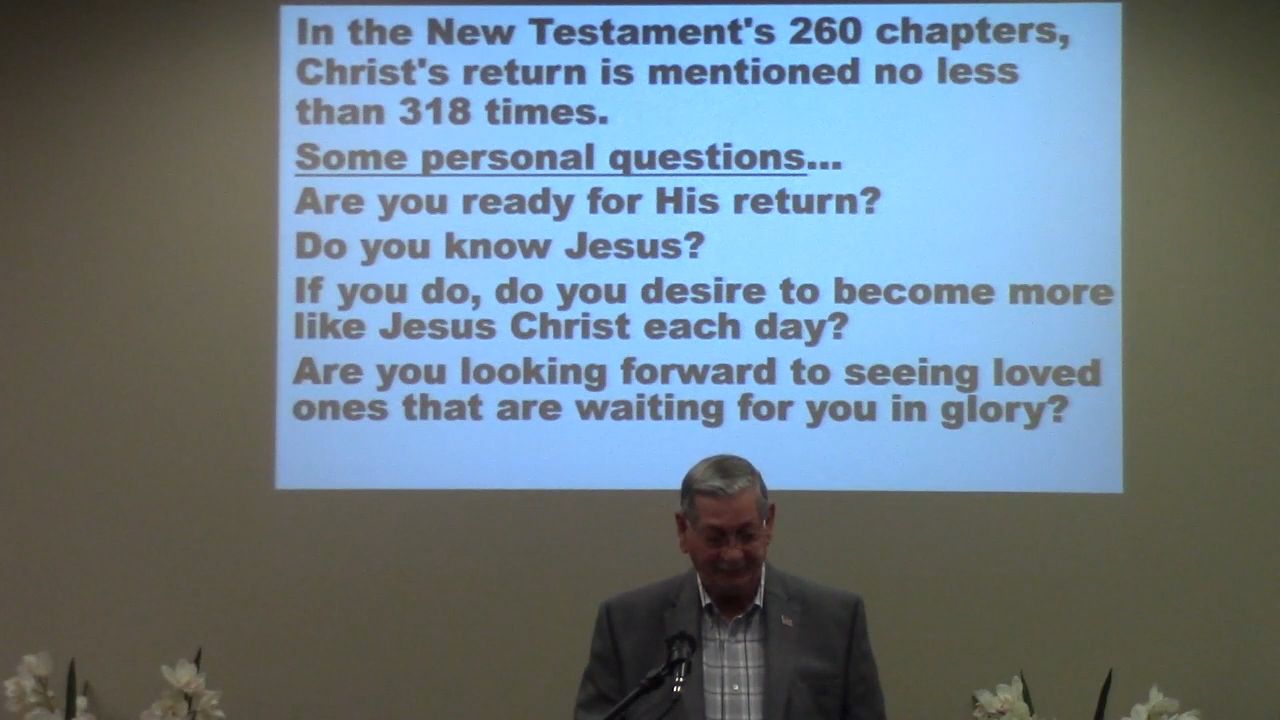 In the New Testament's 260 chapters,
Christ's return is mentioned no less
than 318 times.
Some personal questions...
Are you ready for His return?
Do you know Jesus?
If you do, do you desire to become more
like Jesus Christ each day?
Are you looking forward to seeing loved
ones that are waiting for you in glory?